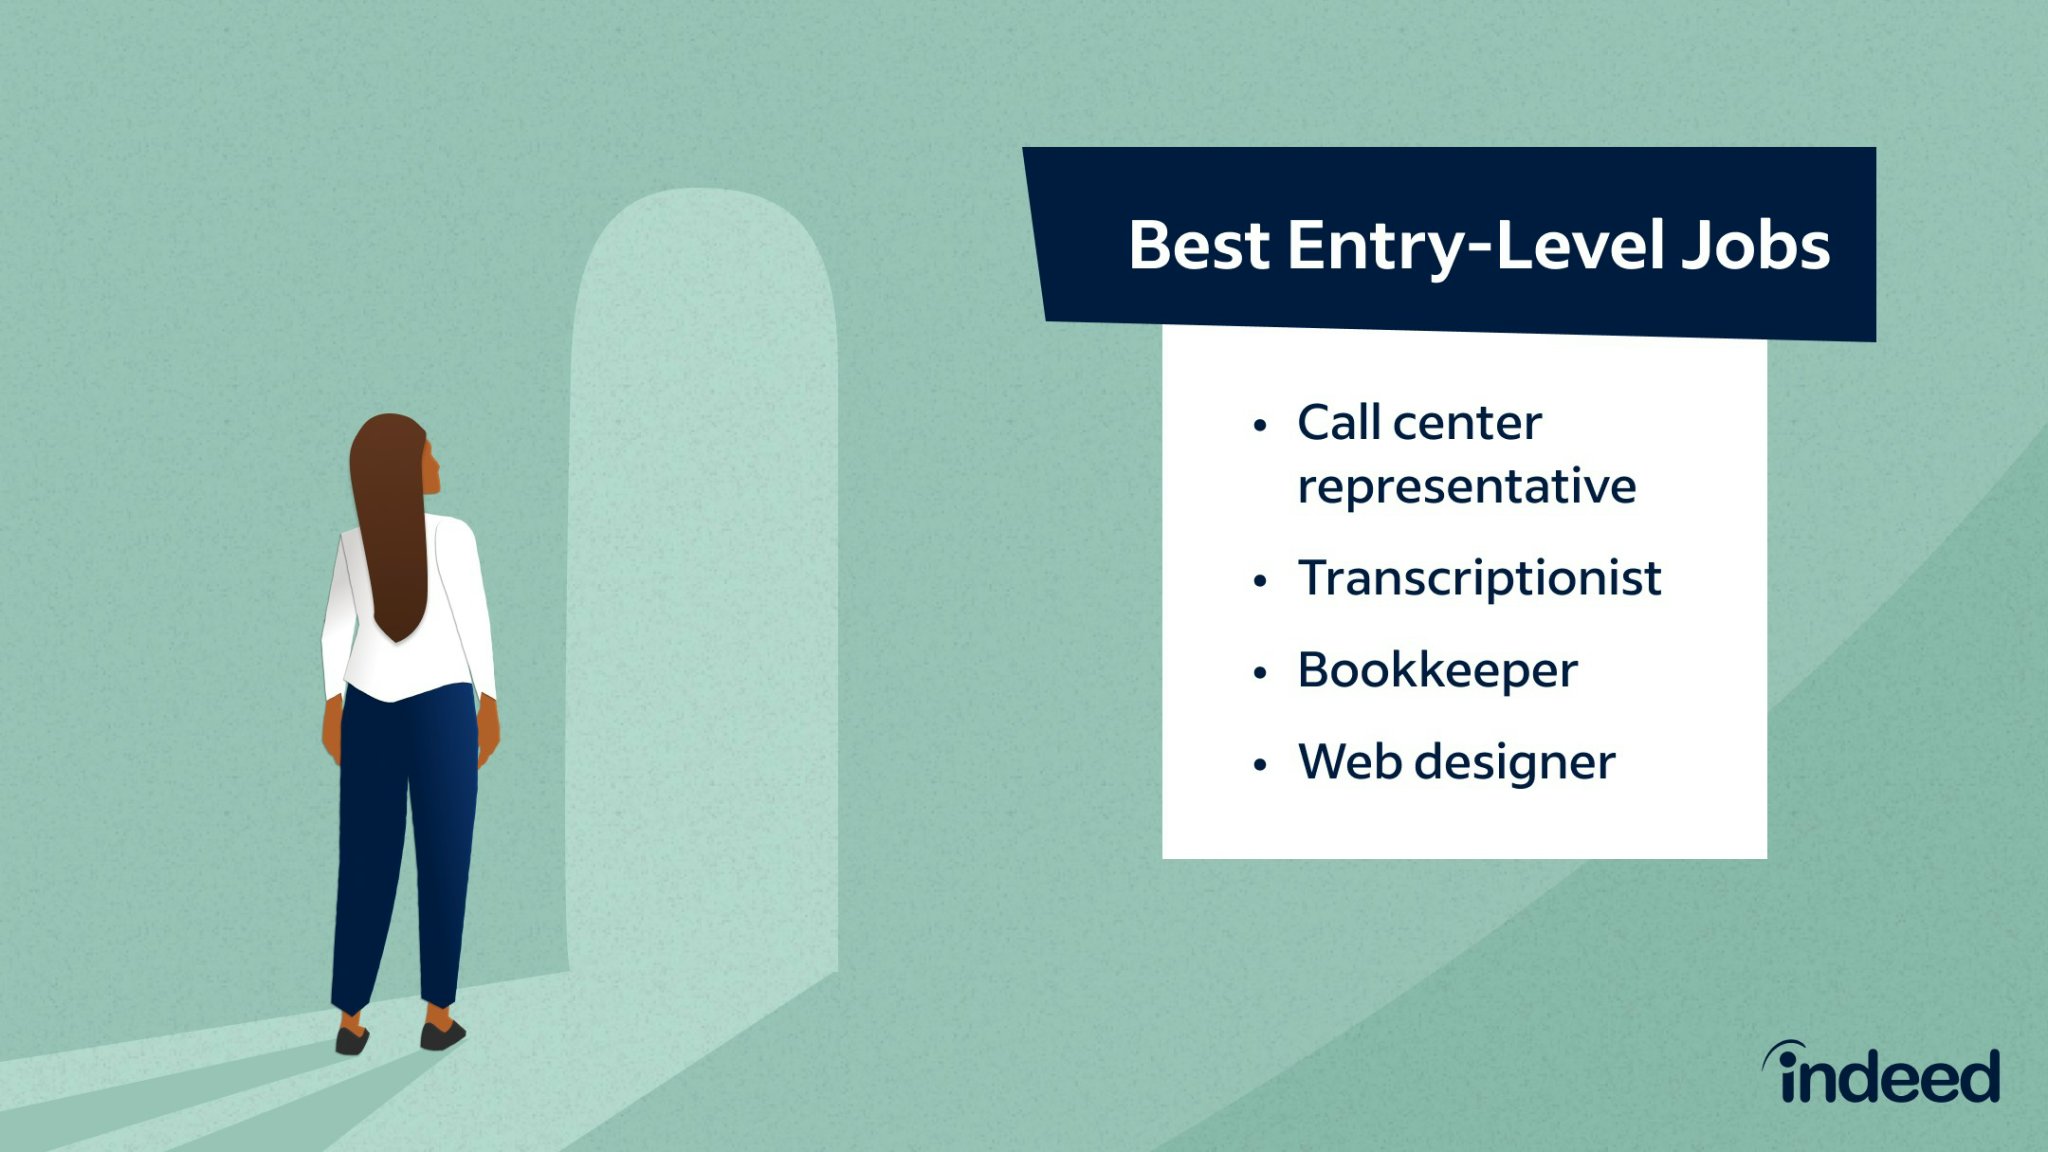 Best Entry-Level Jobs
• Call center
representative
• Transcriptionist
• Bookkeeper
• Web designer
indeed